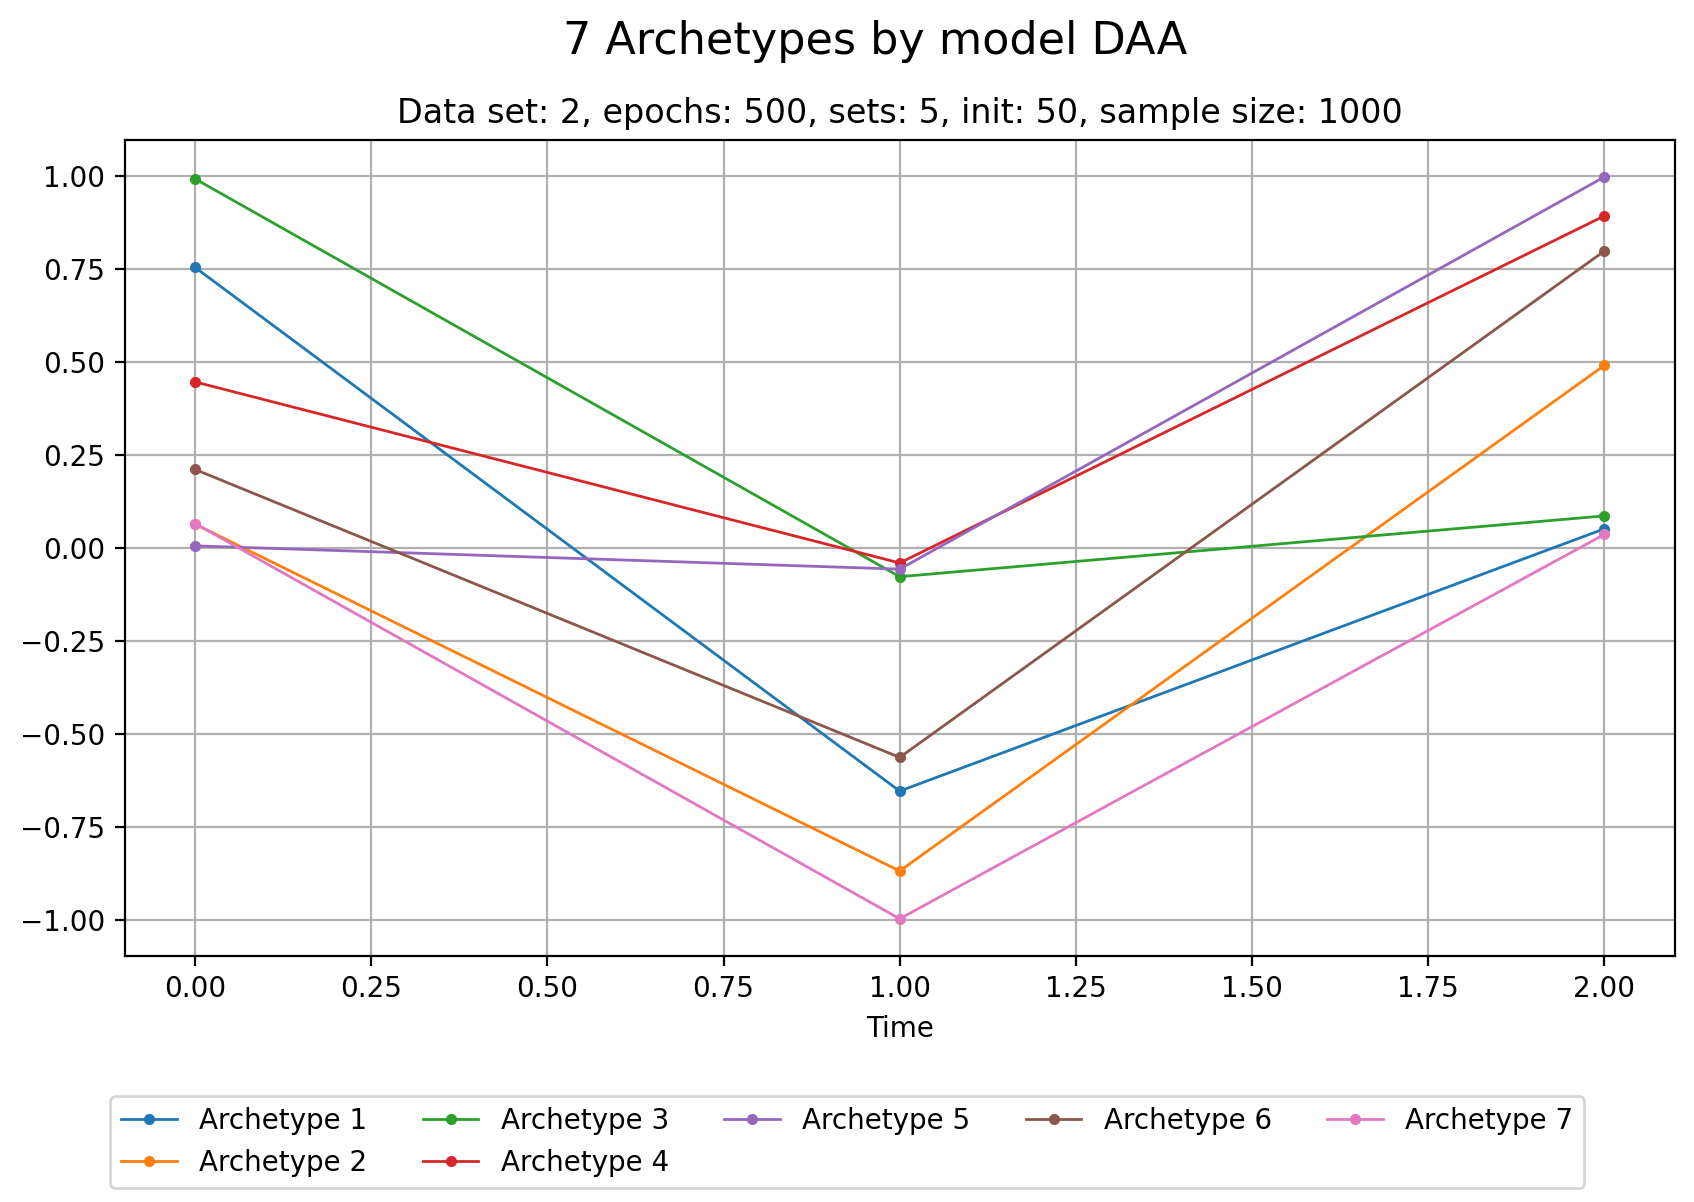 7 Archetypes by model DAA
Data set: 2, epochs: 500, sets: 5, init: 50, sample size: 1000
1.00
0.75
0.50
0.25
0.00
−0.25
−0.50
−0.75
−1.00
0.00 0.25 0.50 0.75 1.00 1.25 1.50 1.75 2.00
Time
Archetype 1 Archetype 3 Archetype 5 Archetype 6 Archetype 7
Archetype 2 Archetype 4